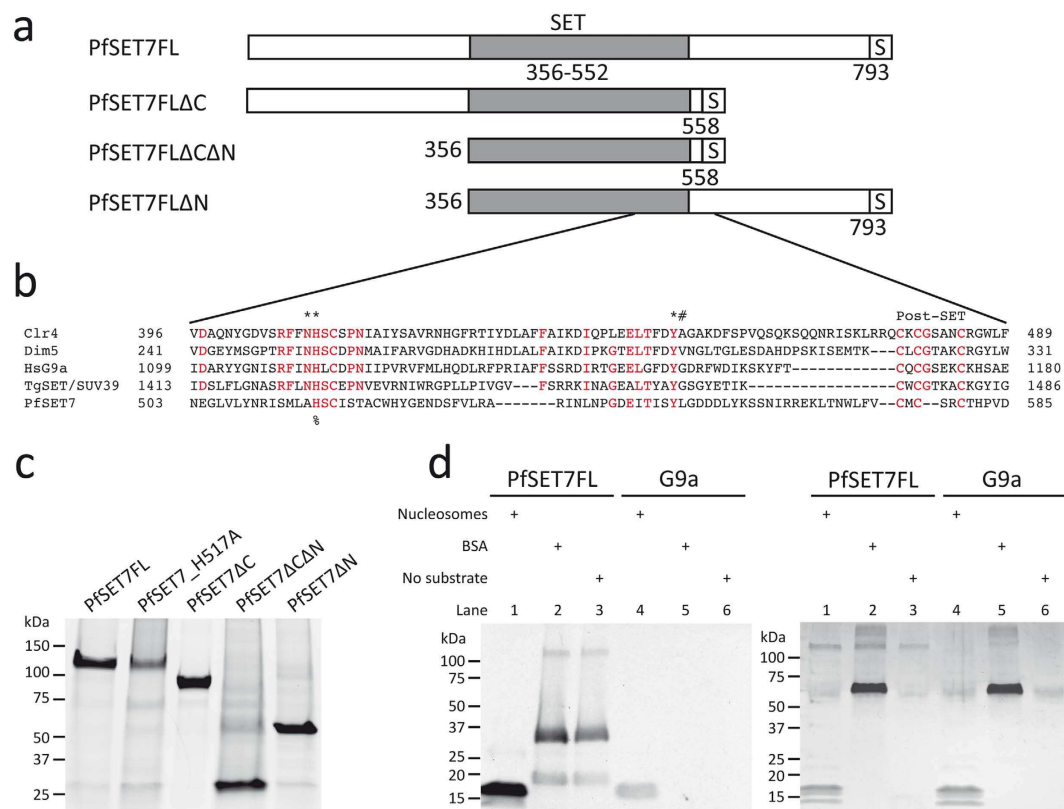 a
SET
PfSET7FL
S
356-552
793
PfSET7FLΔC
S
558
PfSET7FLΔCΔN
356
S
558
PfSET7FLΔN
356
S
793
b
** *# Post-SET
Clr4 396 VDAQNYGDVSRFFNHSCSPNIAIYSAVRNHGFRTIYDLAFFAIKDIQPLEELTFDYAGAKDFSPVQSQKSQQNRISKLRRQCKCGSANCRGWLF 489
Dim5 241 VDGEYMSGPTRFINHSCDPNMAIFARVGDHADKHIHDLALFAIKDIPKGTELTFDYVNGLTGLESDAHDPSKISEMTK---CLCGTAKCRGYLW 331
HsG9a 1099 IDARYYGNISRFINHLCDPNIIPVRVFMLHQDLRFPRIAFFSSRDIRTGEELGFDYGDRFWDIKSKYFT------------CQCGSEKCKHSAE 1180
TgSET/SUV39 1413 IDSLFLGNASRFLNHSCEPNVEVRNIWRGPLLPIVGV---FSRRKINAGEALTYAYGSGYETIK-----------------CWCGTKACKGYIG 1486
PfSET7 503 NEGLVLYNRISMLAHSCISTACWHYGENDSFVLRA-------RINLNPGDEITISYLGDDDLYKSSNIRREKLTNWLFV--CMC--SRCTHPVD 585
%
c
PfSET7FL PfSET7_H517A PfSET7ΔC PfSET7ΔCΔN PfSET7ΔN
kDa
150
100
75
50
37
25
d
PfSET7FL G9a PfSET7FL G9a
Nucleosomes + + + +
BSA + + + +
No substrate + + + +
Lane 1 2 3 4 5 6 1 2 3 4 5 6
kDa
100
75
50
37
25
20
15
kDa
100
75
50
37
25
20
15